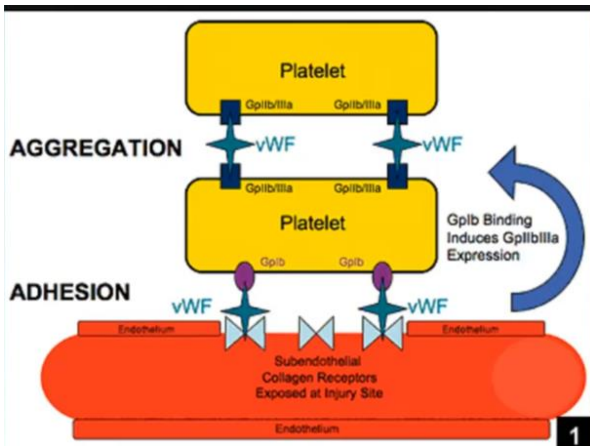 Platelet
GpIIb/IIIa GpIIb/IIIa
AGGREGATION vWF vWF
GpIIb/IIIa GpIIb/IIIa
Platelet
GpIb Binding
Induces GpIIbIIIa
Expression
GpIb GpIb
ADHESION
vWF vWF
Endothelium Endothelium
Subendothelial
Collagen Receptors
Exposed at Injury Site
Endothelium
1